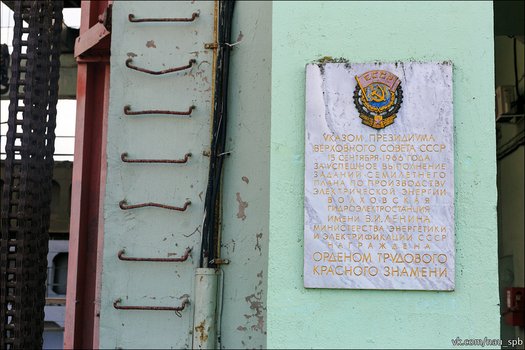 СССР
УКАЗОМ ПРЕЗИДИУМА
ВЕРХОВНОГО СОВЕТА СССР
15 СЕНТЯБРЯ 1966 ГОДА
ЗА УСПЕШНОЕ ВЫПОЛНЕНИЕ
ЗАДАНИЙ СЕМИЛЕТНЕГО
ПЛАНА ПО ПРОИЗВОДСТВУ
ЭЛЕКТРИЧЕСКОЙ ЭНЕРГИИ
ВОЛХОВСКАЯ
ГИДРОЭЛЕКТРОСТАНЦИЯ
ИМЕНИ В.И.ЛЕНИНА
МИНИСТЕРСТВА ЭНЕРГЕТИКИ
И ЭЛЕКТРИФИКАЦИИ СССР
НАГРАЖДЕНА
ОРДЕНОМ ТРУДОВОГО
КРАСНОГО ЗНАМЕНИ
vk.com/nan_spb